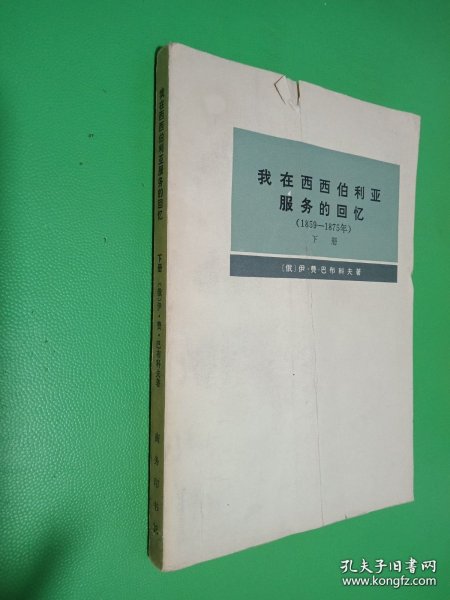 我在西西伯利亚
服务的回忆
(1859—1875年)
下册
〔俄〕伊·费·巴布科夫著
我在西西伯利亚服务的回忆 下册 〔俄〕伊·费·巴布科夫著 商务印书馆
孔夫子旧书网
www.kongfz.com